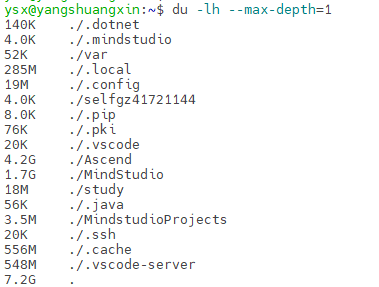 ysx@yangshuangxin:~$ du -lh --max-depth=1
140K    ./.dotnet
4.0K    ./.mindstudio
52K     ./var
285M    ./.local
19M     ./.config
4.0K    ./selfgz41721144
8.0K    ./.pip
76K     ./.pki
20K     ./.vscode
4.2G    ./Ascend
1.7G    ./MindStudio
18M     ./study
56K     ./.java
3.5M    ./MindstudioProjects
20K     ./.ssh
556M    ./.cache
548M    ./.vscode-server
7.2G    .